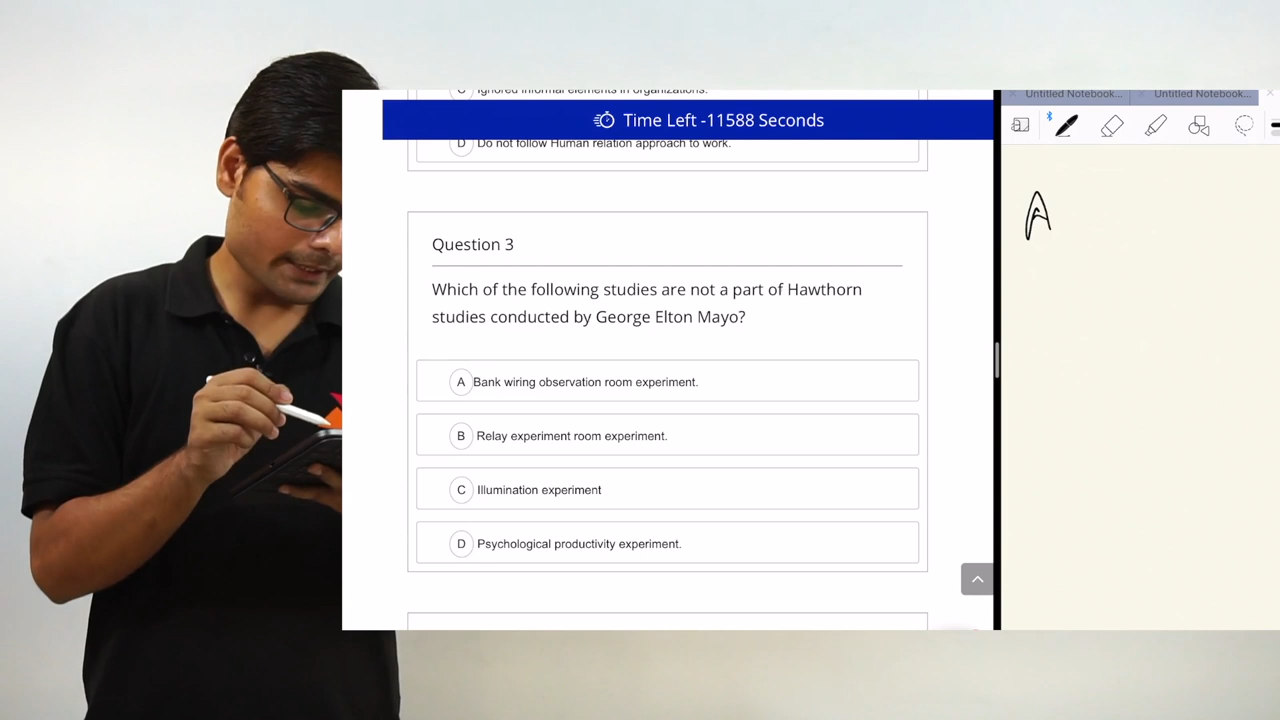 Untitled Notebook...
Untitled Notebook...
Ignored informal elements in organizations.
Time Left -11588 Seconds
D Do not follow Human relation approach to work.
Question 3
Which of the following studies are not a part of Hawthorn
studies conducted by George Elton Mayo?
A Bank wiring observation room experiment.
B Relay experiment room experiment.
C Illumination experiment
D Psychological productivity experiment.
A